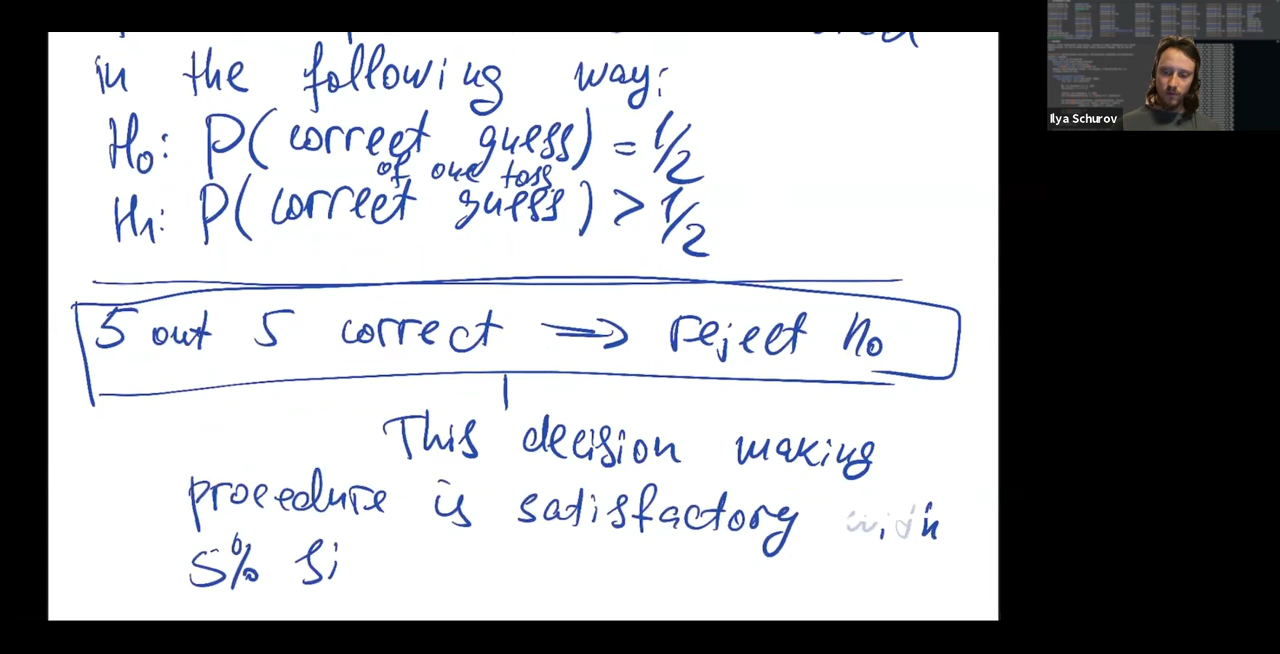 in the following way:
H₀: P(correct guess) = 1/2
of one toss
H₁: P(correct guess) > 1/2
5 out 5 correct ⟹ reject H₀
This decision making
procedure is satisfactory with
5% si
Ilya Schurov